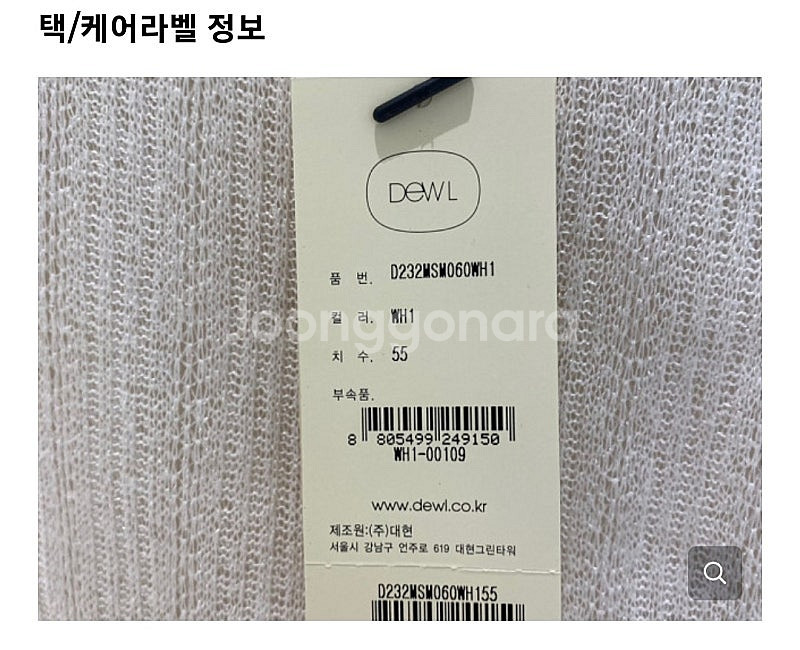 택/케어라벨 정보
DEWL
품 번. D232MSM060WH1
joonggonara
컬 러. WH1
치 수. 55
부속품.
8 805499 249150
WH1-00109
www.dewl.co.kr
제조원:(주)대현
서울시 강남구 언주로 619 대현그린타워
D232MSM060WH155